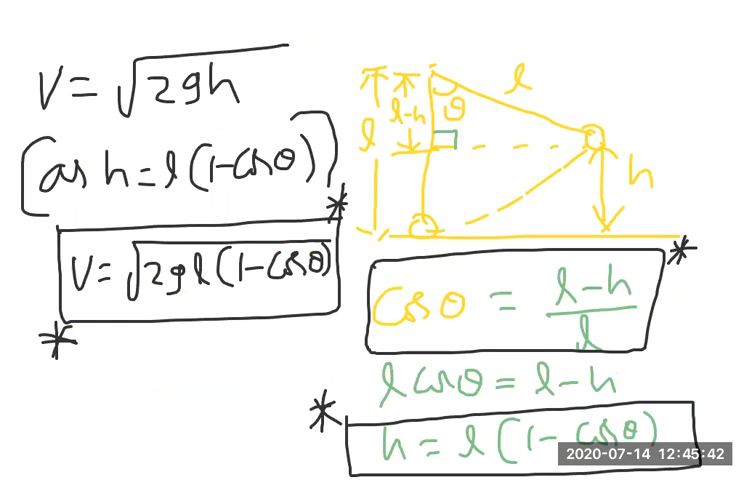 V = √2gh
(as h = l(1-cosθ))
*
V = √2gl(1-cosθ)
*
l
l-h
θ
l
h
*
Cosθ = l-h/l
l cosθ = l-h
*
h = l(1-cosθ)
2020-07-14 12:45:42